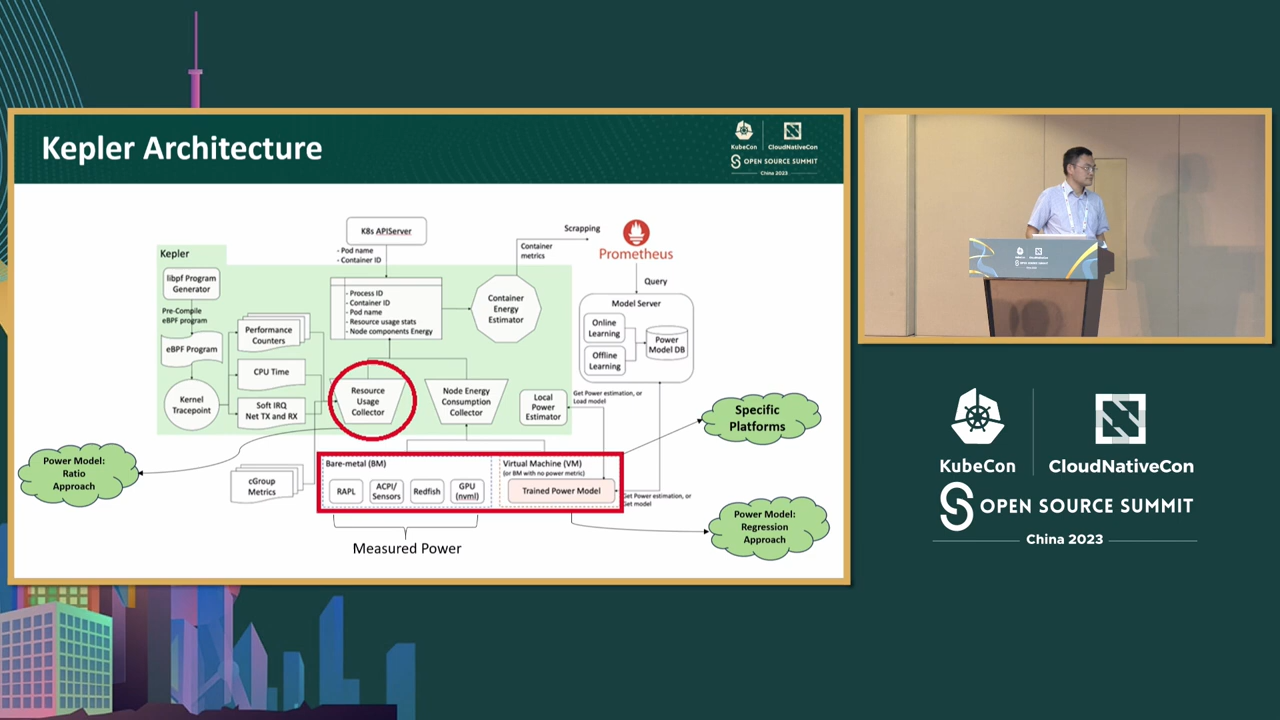 Kepler Architecture
KubeCon
CloudNativeCon
OPEN SOURCE SUMMIT
China 2023
K8s APIServer
- Pod name
- Container ID
Scrapping
Container
metrics
Prometheus
Query
Kepler
libpf Program
Generator
Pre-Compile
eBPF program
eBPF Program
Kernel
Tracepoint
Performance
Counters
CPU Time
Soft IRQ
Net TX and RX
- Process ID
- Container ID
- Pod name
- Resource usage stats
- Node components Energy
Container
Energy
Estimator
Model Server
Online
Learning
Offline
Learning
Power
Model DB
Resource
Usage
Collector
Node Energy
Consumption
Collector
Local
Power
Estimator
Get Power estimation, or
Load model
Specific
Platforms
Power Model:
Ratio
Approach
cGroup
Metrics
Bare-metal (BM)
RAPL
ACPI/
Sensors
Redfish
GPU
(nvml)
Virtual Machine (VM)
(or BM with no power metric)
Trained Power Model
Get Power estimation, or
Get model
Power Model:
Regression
Approach
Measured Power
KubeCon
CloudNativeCon
OPEN SOURCE SUMMIT
China 2023